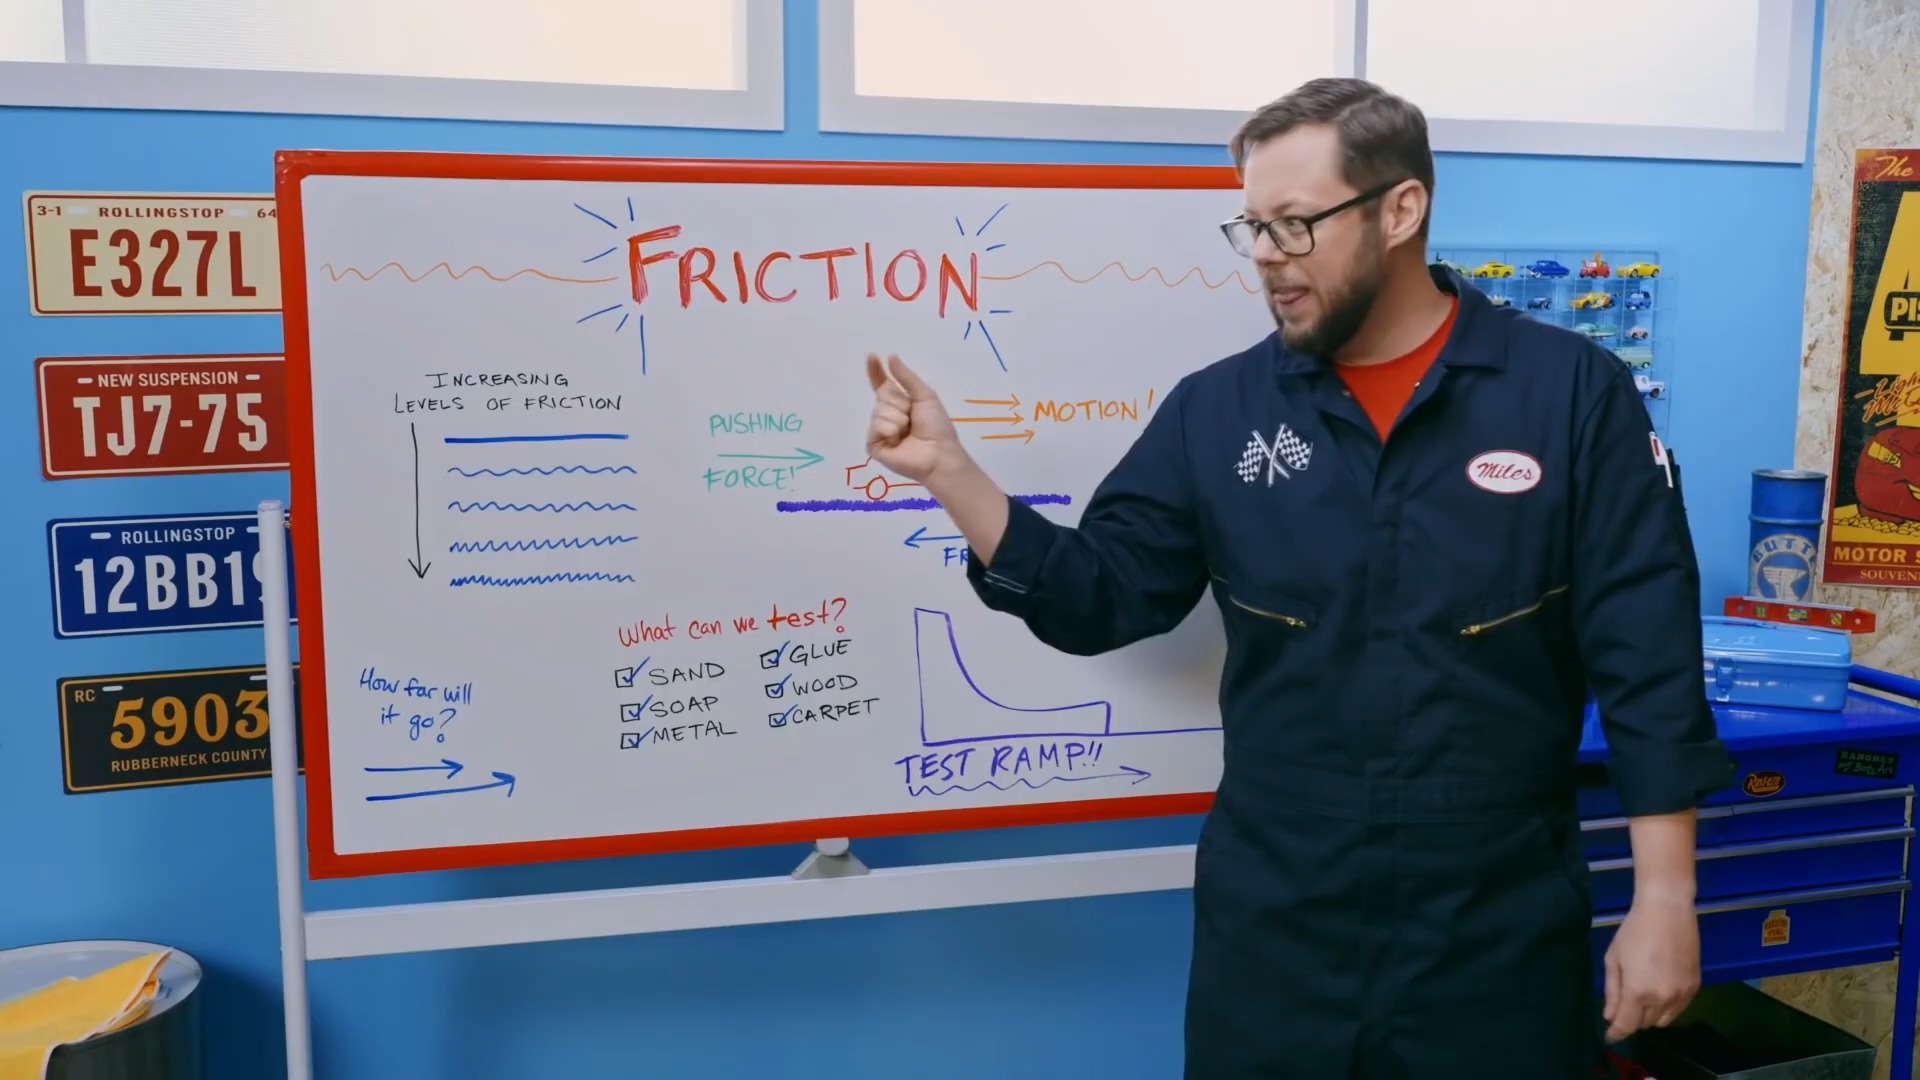 3-1 ROLLINGSTOP 64
E327L
NEW SUSPENSION
TJ7-75
ROLLINGSTOP
12BB19
RC
5903
RUBBERNECK COUNTY
FRICTION
INCREASING
LEVELS OF FRICTION
PUSHING
FORCE!
MOTION!
What can we test?
SAND
SOAP
METAL
GLUE
WOOD
CARPET
How far will
it go?
TEST RAMP!!
Miles
The
MOTOR